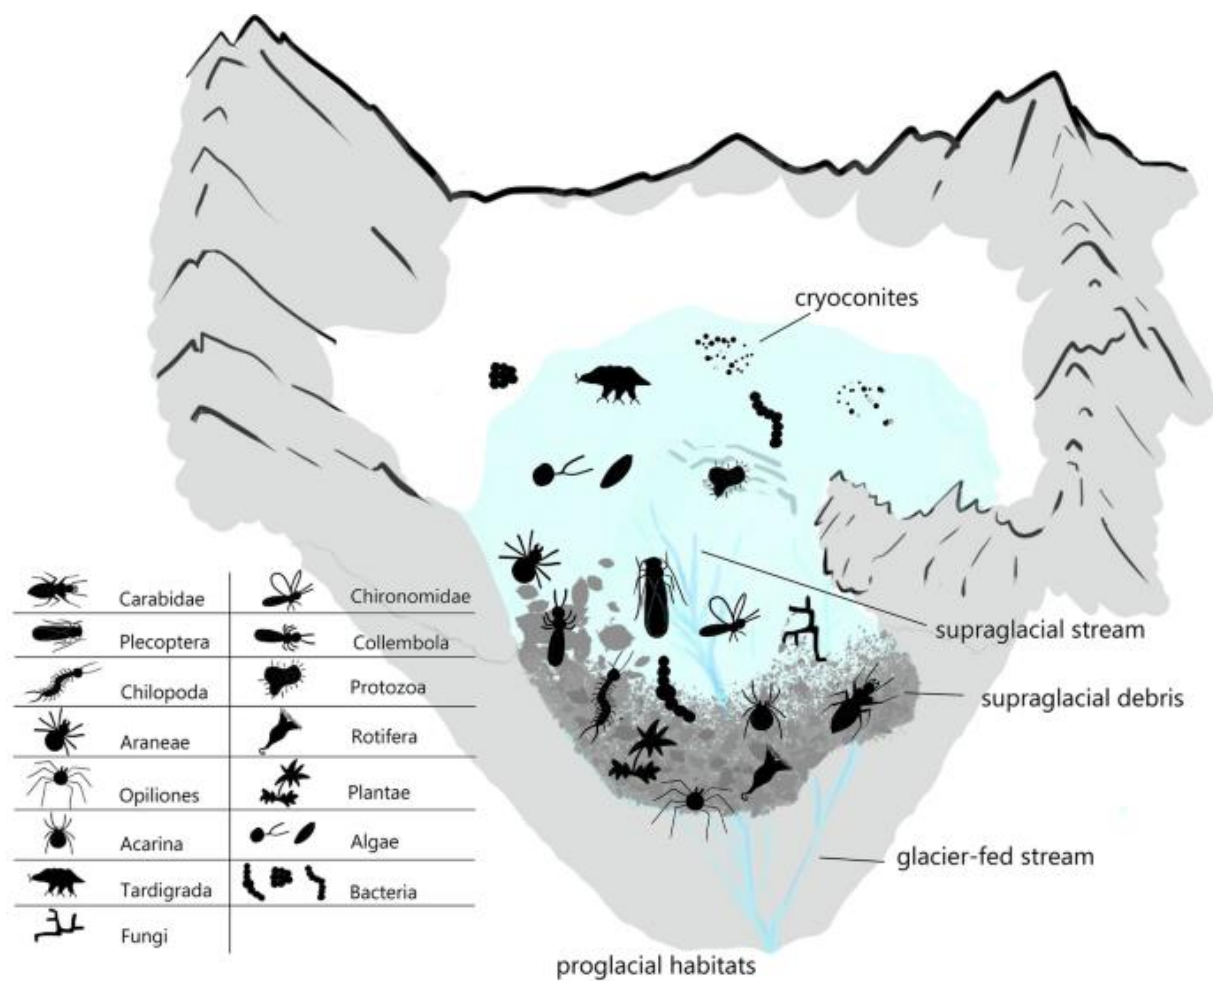 cryoconites
supraglacial stream
supraglacial debris
glacier-fed stream
proglacial habitats
Carabidae
Chironomidae
Plecoptera
Collembola
Chilopoda
Protozoa
Araneae
Rotifera
Opiliones
Plantae
Acarina
Algae
Tardigrada
Bacteria
Fungi